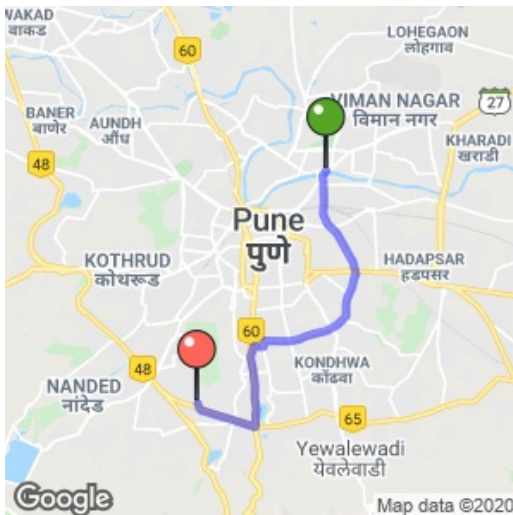 WAKAD
वाकड
LOHEGAON
लोहगाव
60
VIMAN NAGAR
विमान नगर
27
BANER
बाणेर
AUNDH
औंध
KHARADI
खराडी
48
Pune
पुणे
KOTHRUD
कोथरूड
HADAPSAR
हडपसर
60
KONDHWA
कोंढवा
48
NANDED
नांदेड
65
Yewalewadi
येवलेवाडी
Google
Map data ©2020